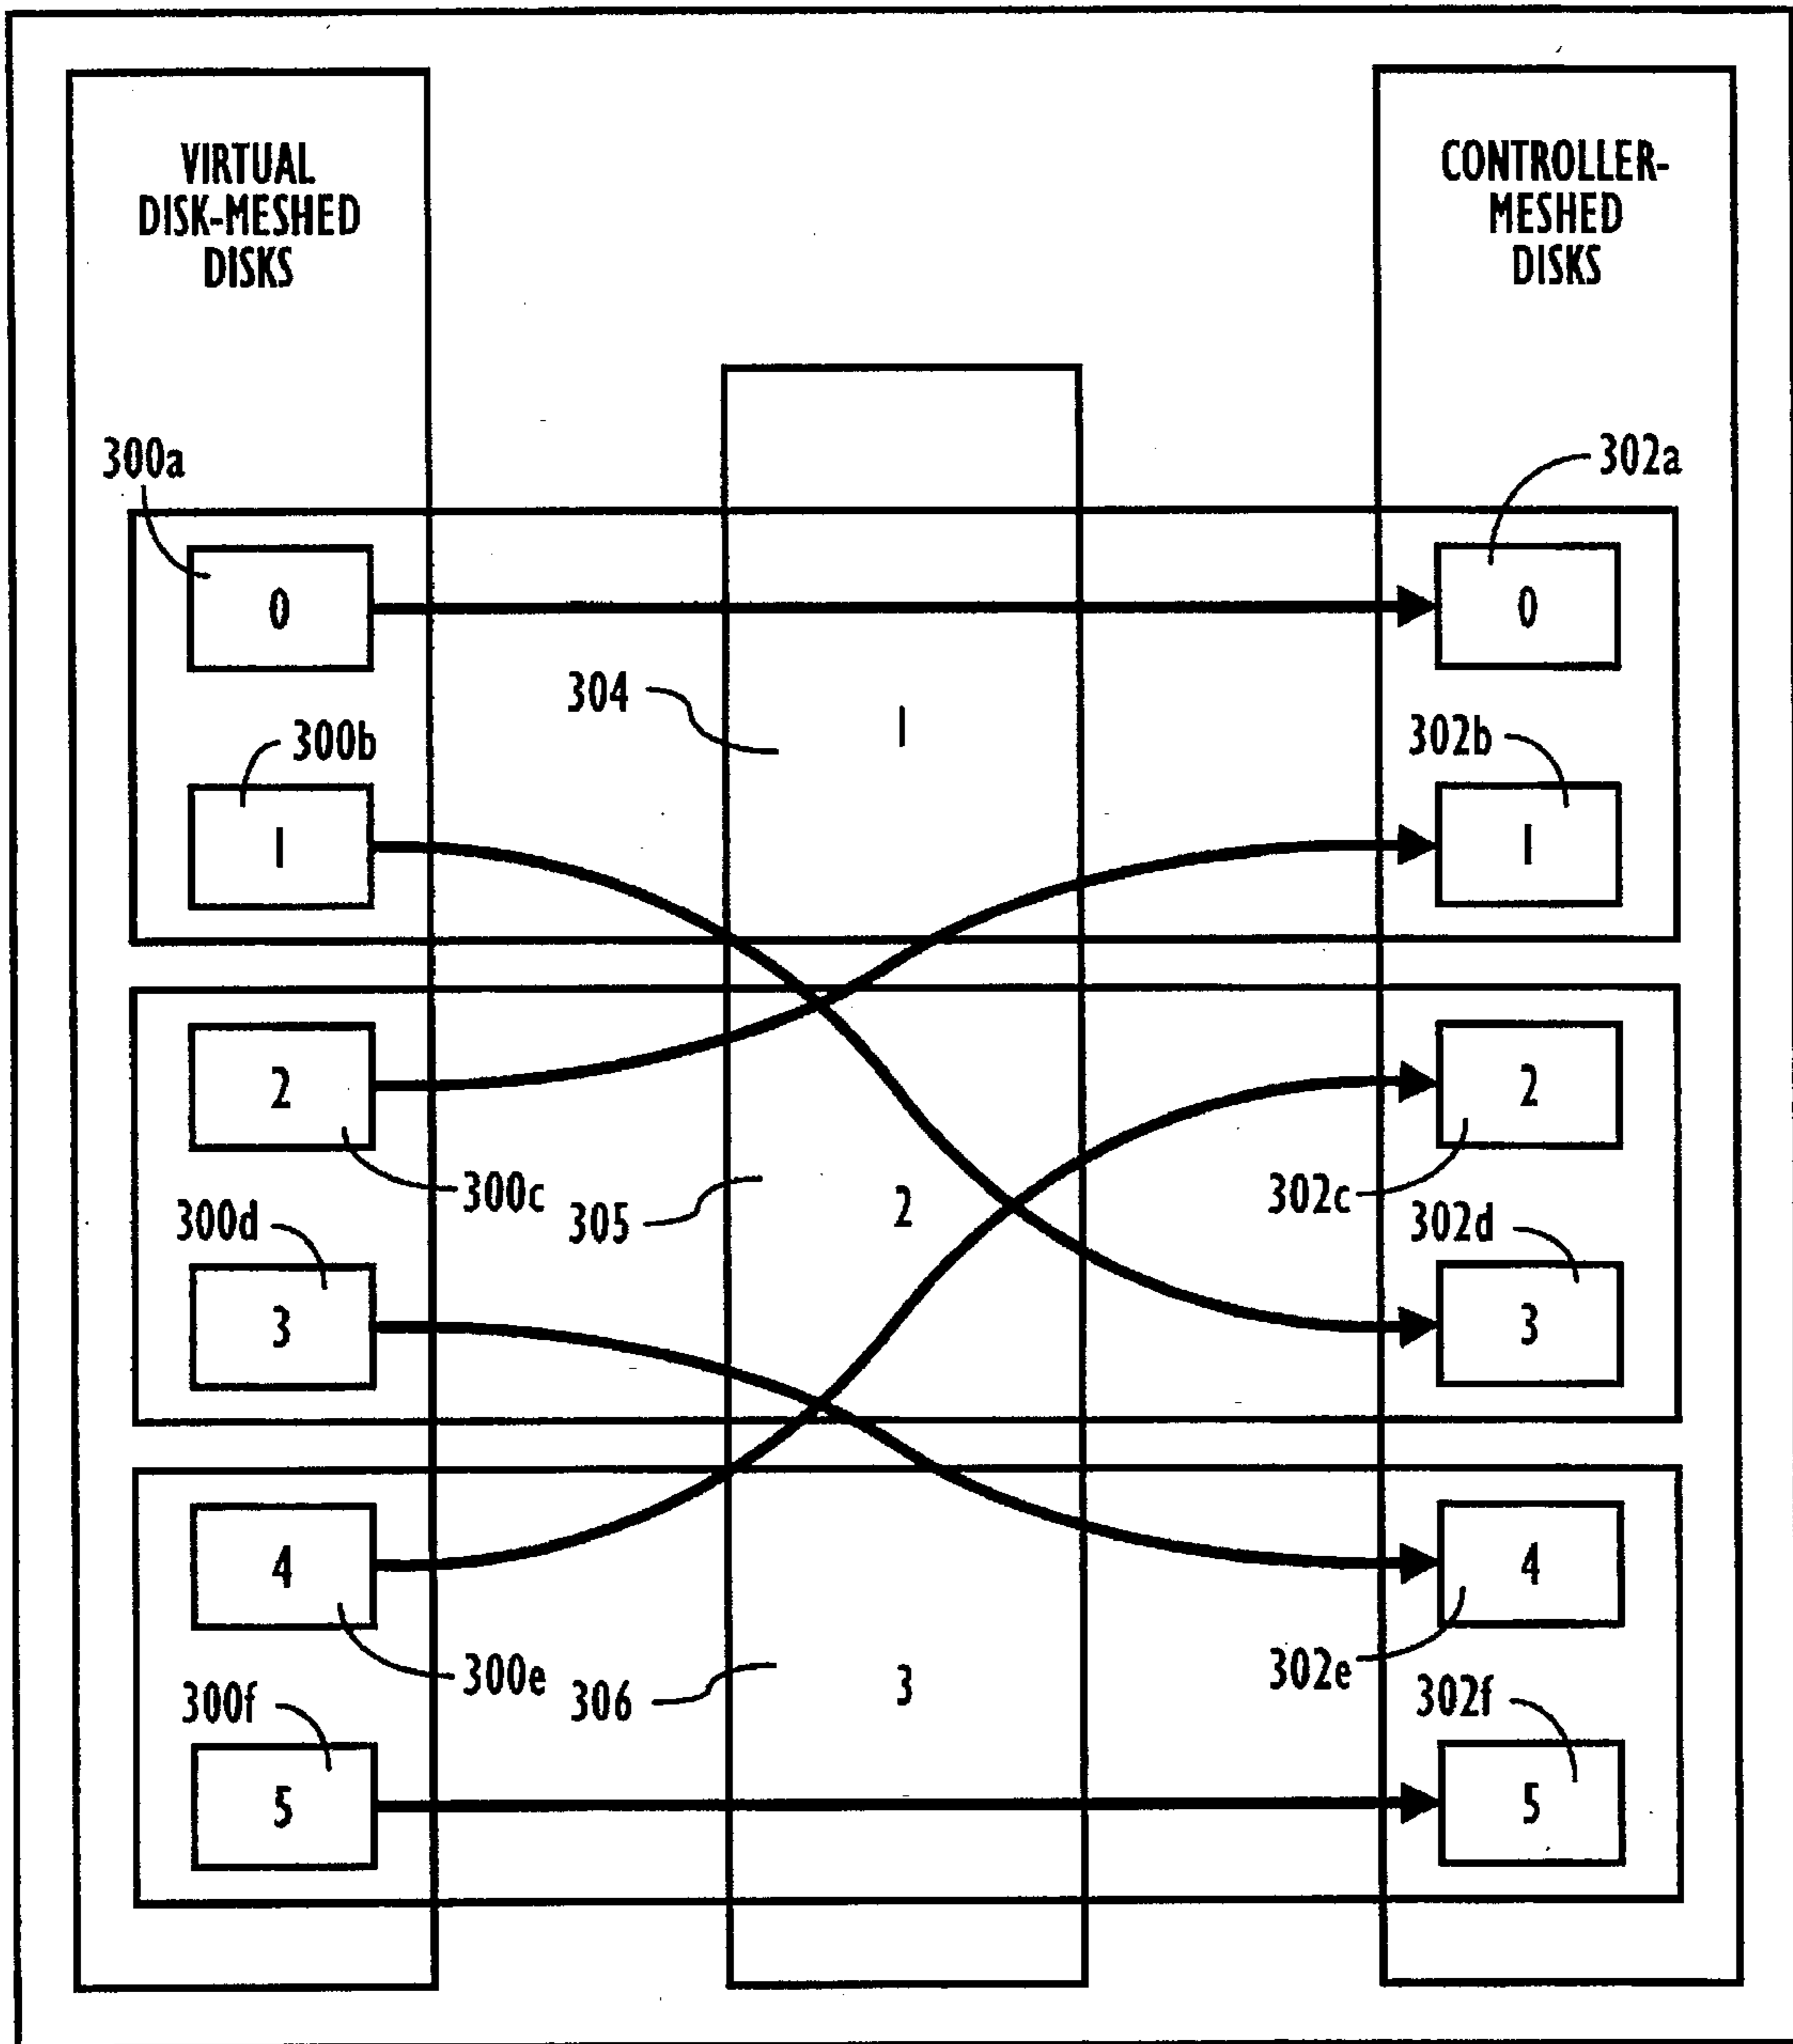 VIRTUAL
DISK-MESHED
DISKS
CONTROLLER-
MESHED
DISKS
300a
302a
0
0
304
1
300b
302b
1
1
2
2
300c
305
2
302c
300d
302d
3
3
4
4
300e
306
3
302e
300f
302f
5
5